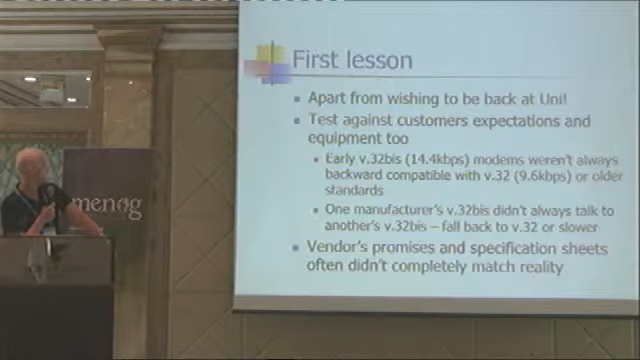 First lesson
Apart from wishing to be back at Uni!
Test against customers expectations and
equipment too
Early v.32bis (14.4kbps) modems weren't always
backward compatible with v.32 (9.6kbps) or older
standards
One manufacturer's v.32bis didn't always talk to
another's v.32bis – fall back to v.32 or slower
Vendor's promises and specification sheets
often didn't completely match reality
menog